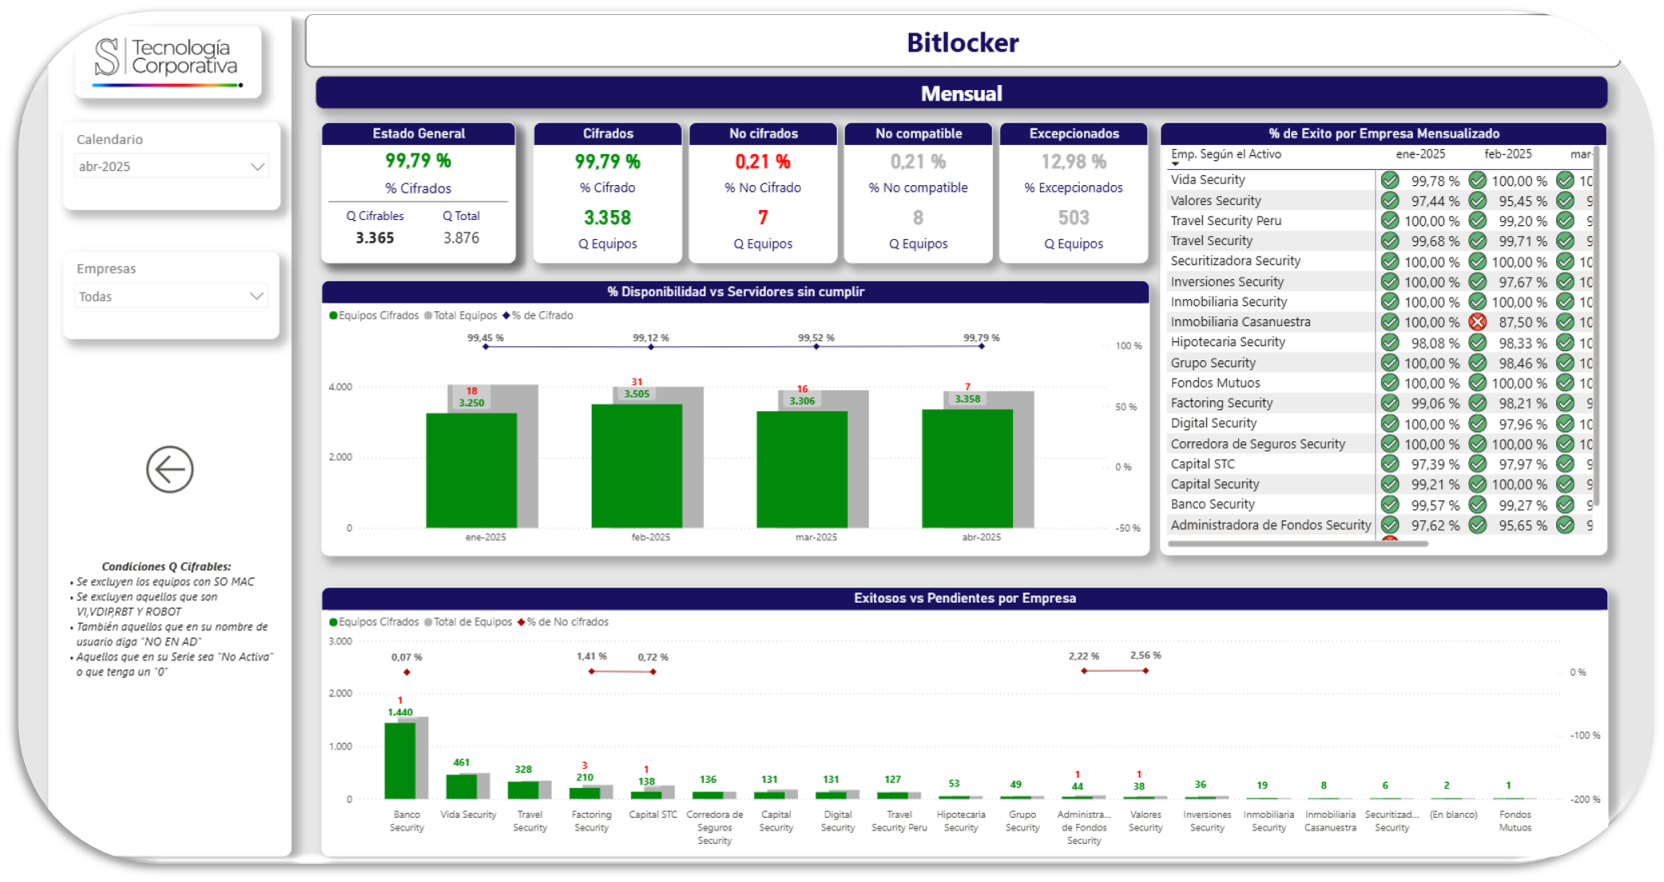 Tecnología
Corporativa
Calendario
abr-2025
Empresas
Todas
Condiciones Q Cifrables:
• Se excluyen los equipos con SO MAC
• Se excluyen aquellos que son
VI,VDIP,RBT Y ROBOT
• También aquellos que en su nombre de
usuario diga "NO EN AD"
• Aquellos que en su Serie sea "No Activa"
o que tenga un "0"
Bitlocker
Mensual
Estado General
99,79 %
% Cifrados
Q Cifrables Q Total
3.365 3.876
Cifrados
99,79 %
% Cifrado
3.358
Q Equipos
No cifrados
0,21 %
% No Cifrado
7
Q Equipos
No compatible
0,21 %
% No compatible
8
Q Equipos
Excepcionados
12,98 %
% Excepcionados
503
Q Equipos
% de Exito por Empresa Mensualizado
Emp. Según el Activo ene-2025 feb-2025 mar-
Vida Security 99,78 % 100,00 % 10
Valores Security 97,44 % 95,45 % 9
Travel Security Peru 100,00 % 99,20 % 9
Travel Security 99,68 % 99,71 % 9
Securitizadora Security 100,00 % 100,00 % 10
Inversiones Security 100,00 % 97,67 % 10
Inmobiliaria Security 100,00 % 100,00 % 10
Inmobiliaria Casanuestra 100,00 % 87,50 % 10
Hipotecaria Security 98,08 % 98,33 % 10
Grupo Security 100,00 % 98,46 % 10
Fondos Mutuos 100,00 % 100,00 % 10
Factoring Security 99,06 % 98,21 % 9
Digital Security 100,00 % 97,96 % 10
Corredora de Seguros Security 100,00 % 100,00 % 10
Capital STC 97,39 % 97,97 % 9
Capital Security 99,21 % 100,00 % 9
Banco Security 99,57 % 99,27 % 9
Administradora de Fondos Security 97,62 % 95,65 % 9
% Disponibilidad vs Servidores sin cumplir
Equipos Cifrados Total Equipos % de Cifrado
99,45 % 99,12 % 99,52 % 99,79 %
100 %
4.000
18 31 16 7
3.250 3.505 3.306 3.358
50 %
2.000
0 %
0
-50 %
ene-2025 feb-2025 mar-2025 abr-2025
Exitosos vs Pendientes por Empresa
Equipos Cifrados Total de Equipos % de No cifrados
3.000
0,07 % 1,41 % 0,72 % 2,22 % 2,56 %
0 %
2.000
1 3 1 1 1
1.440 461 328 210 138 136 131 131 127 53 49 44 38 36 19 8 6 2 1
-100 %
1.000
0
-200 %
Banco Security
Vida Security
Travel Security
Factoring Security
Capital STC
Corredora de Seguros Security
Capital Security
Digital Security
Travel Security Peru
Hipotecaria Security
Grupo Security
Administra... de Fondos Security
Valores Security
Inversiones Security
Inmobiliaria Security
Inmobiliaria Casanuestra
Securitizad... Security
(En blanco)
Fondos Mutuos